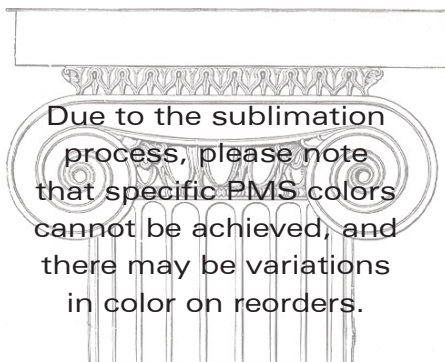 Due to the sublimation
process, please note
that specific PMS colors
cannot be achieved, and
there may be variations
in color on reorders.